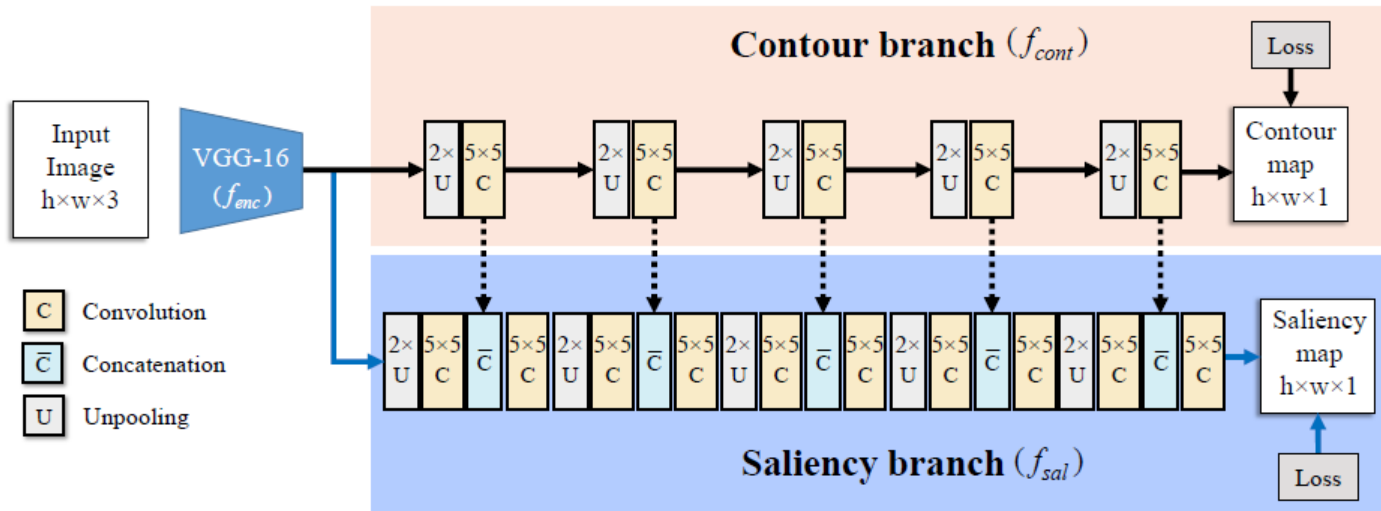 Contour branch (f_cont)
Loss
Input
Image
h×w×3
VGG-16
(f_enc)
2×
U
5×5
C
2×
U
5×5
C
2×
U
5×5
C
2×
U
5×5
C
2×
U
5×5
C
Contour
map
h×w×1
C Convolution
C̅ Concatenation
U Unpooling
2×
U
5×5
C
C̅
5×5
C
2×
U
5×5
C
C̅
5×5
C
2×
U
5×5
C
C̅
5×5
C
2×
U
5×5
C
C̅
5×5
C
2×
U
5×5
C
C̅
5×5
C
Saliency
map
h×w×1
Saliency branch (f_sal)
Loss